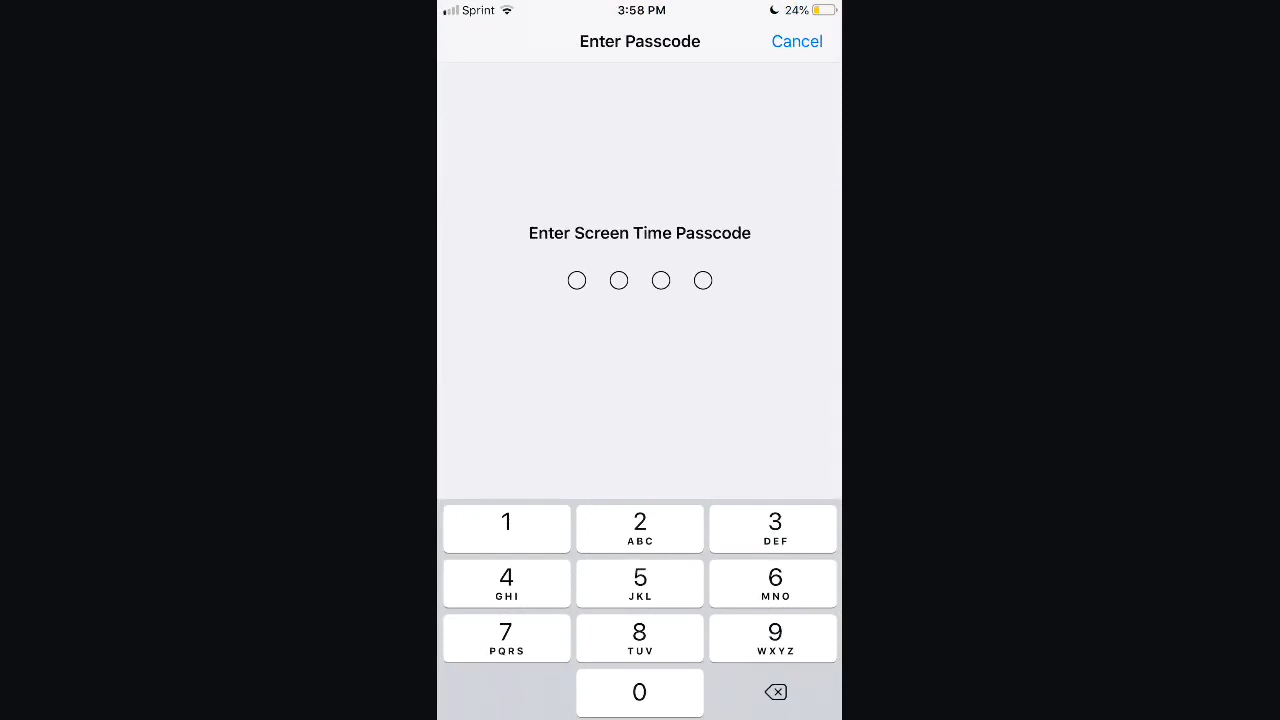 Sprint 3:58 PM 24%
Enter Passcode Cancel
Enter Screen Time Passcode
1 2 3
ABC DEF
4 5 6
GHI JKL MNO
7 8 9
PQRS TUV WXYZ
0